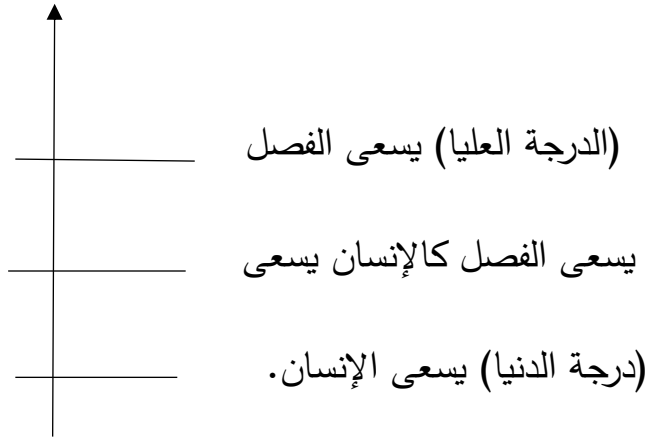 (الدرجة العليا) يسعى الفصل
يسعى الفصل كالإنسان يسعى
(درجة الدنيا) يسعى الإنسان.